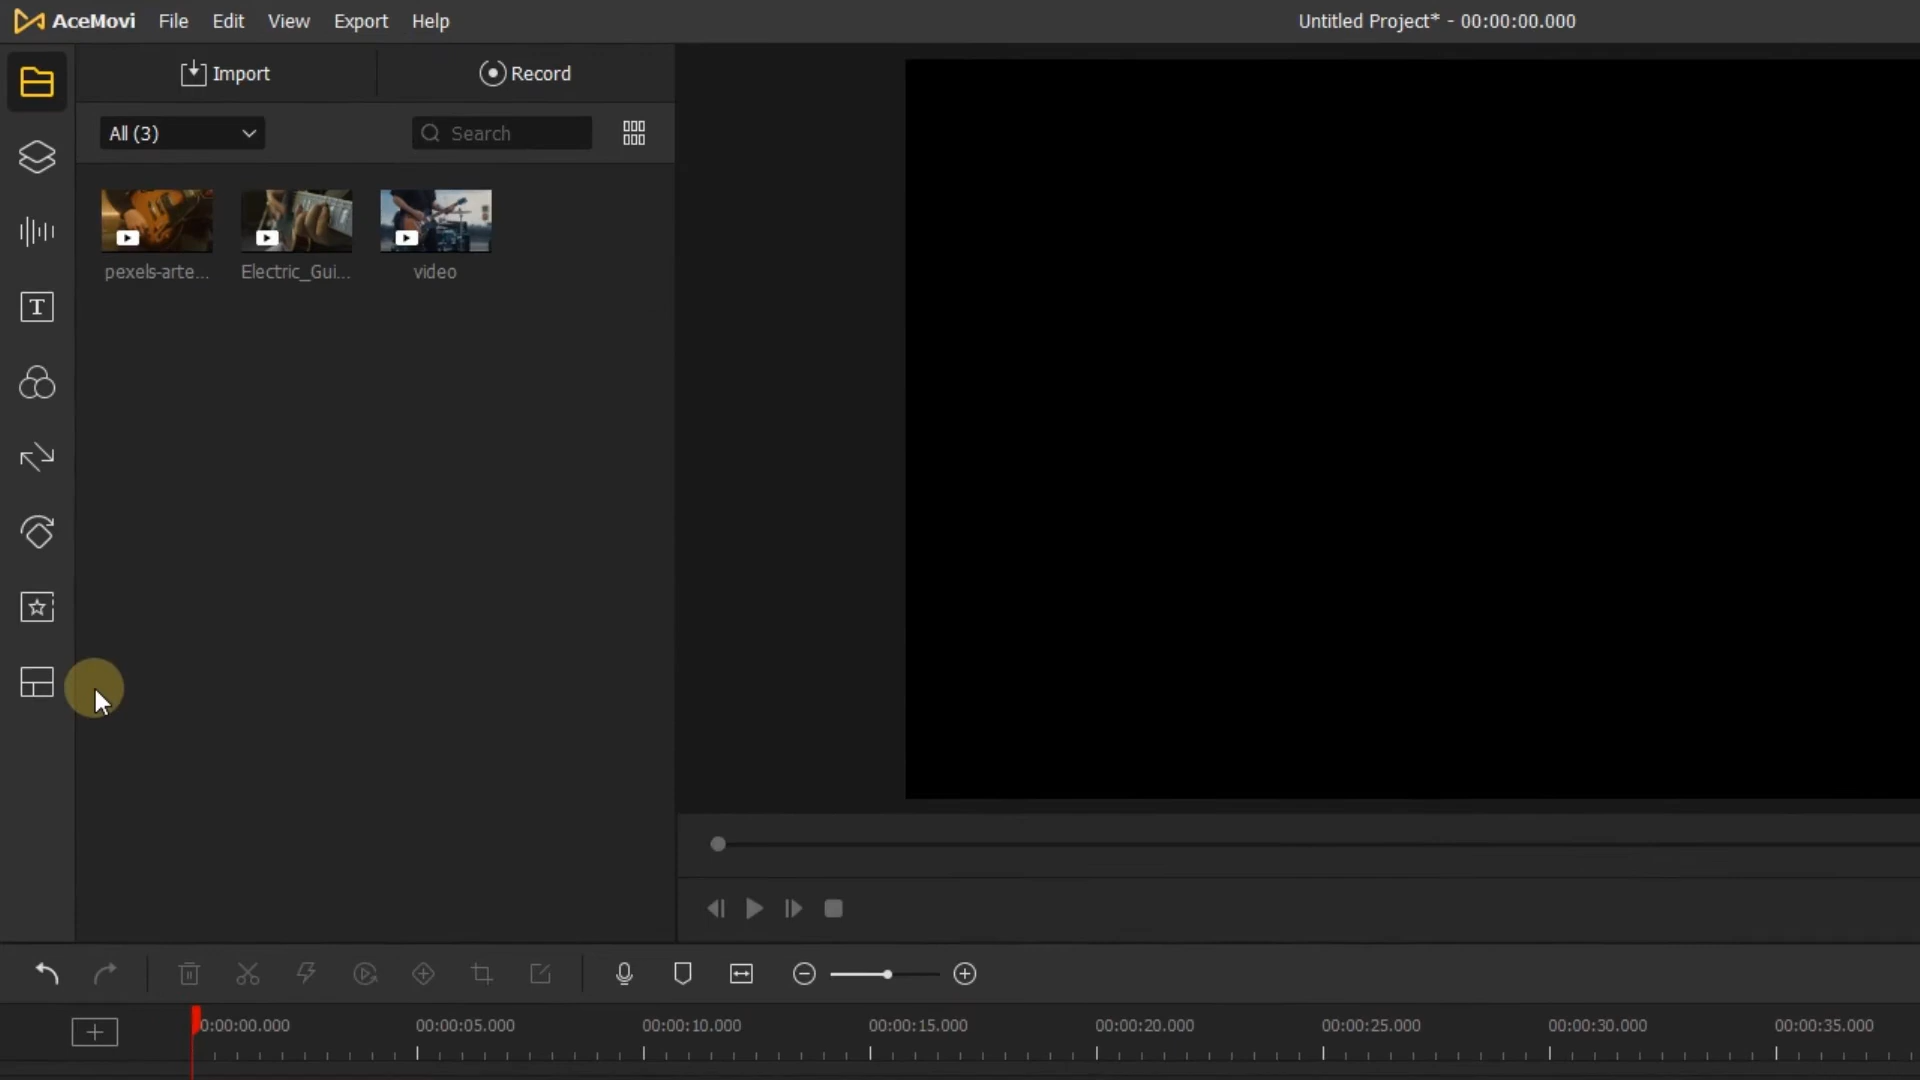 AceMovi File Edit View Export Help
Untitled Project* - 00:00:00.000
Import
Record
All (3)
Search
pexels-arte...
Electric_Gui...
video
T
0:00:00.000
00:00:05.000
00:00:10.000
00:00:15.000
00:00:20.000
00:00:25.000
00:00:30.000
00:00:35.000